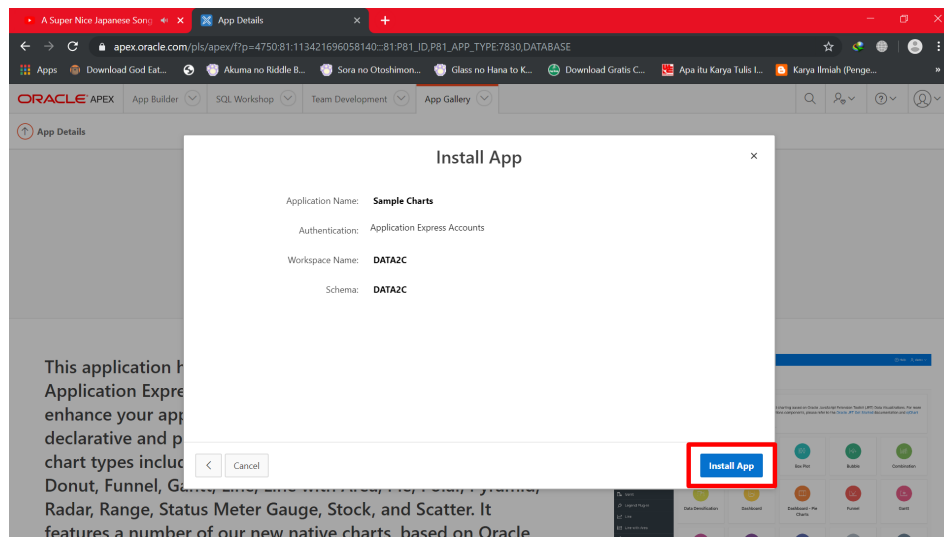 A Super Nice Japanese Song
App Details
apex.oracle.com/pls/apex/f?p=4750:81:113421696058140:::81:P81_ID,P81_APP_TYPE:7830,DATABASE
Apps Download God Eat... Akuma no Riddle B... Sora no Otoshimon... Glass no Hana to K... Download Gratis C... Apa itu Karya Tulis I... Karya Ilmiah (Penge... »
ORACLE APEX App Builder SQL Workshop Team Development App Gallery
App Details
Install App
Application Name: Sample Charts
Authentication: Application Express Accounts
Workspace Name: DATA2C
Schema: DATA2C
Cancel
Install App
This application h
Application Expre
enhance your app
declarative and p
chart types includ
Donut, Funnel, Gantt, Line, Line with Area, Pie, Polar, Pyramid,
Radar, Range, Status Meter Gauge, Stock, and Scatter. It
features a number of our new native charts, based on Oracle
Box Plot
Bubble
Combination
Data Densification
Dashboard
Dashboard - Pie Charts
Funnel
Gantt